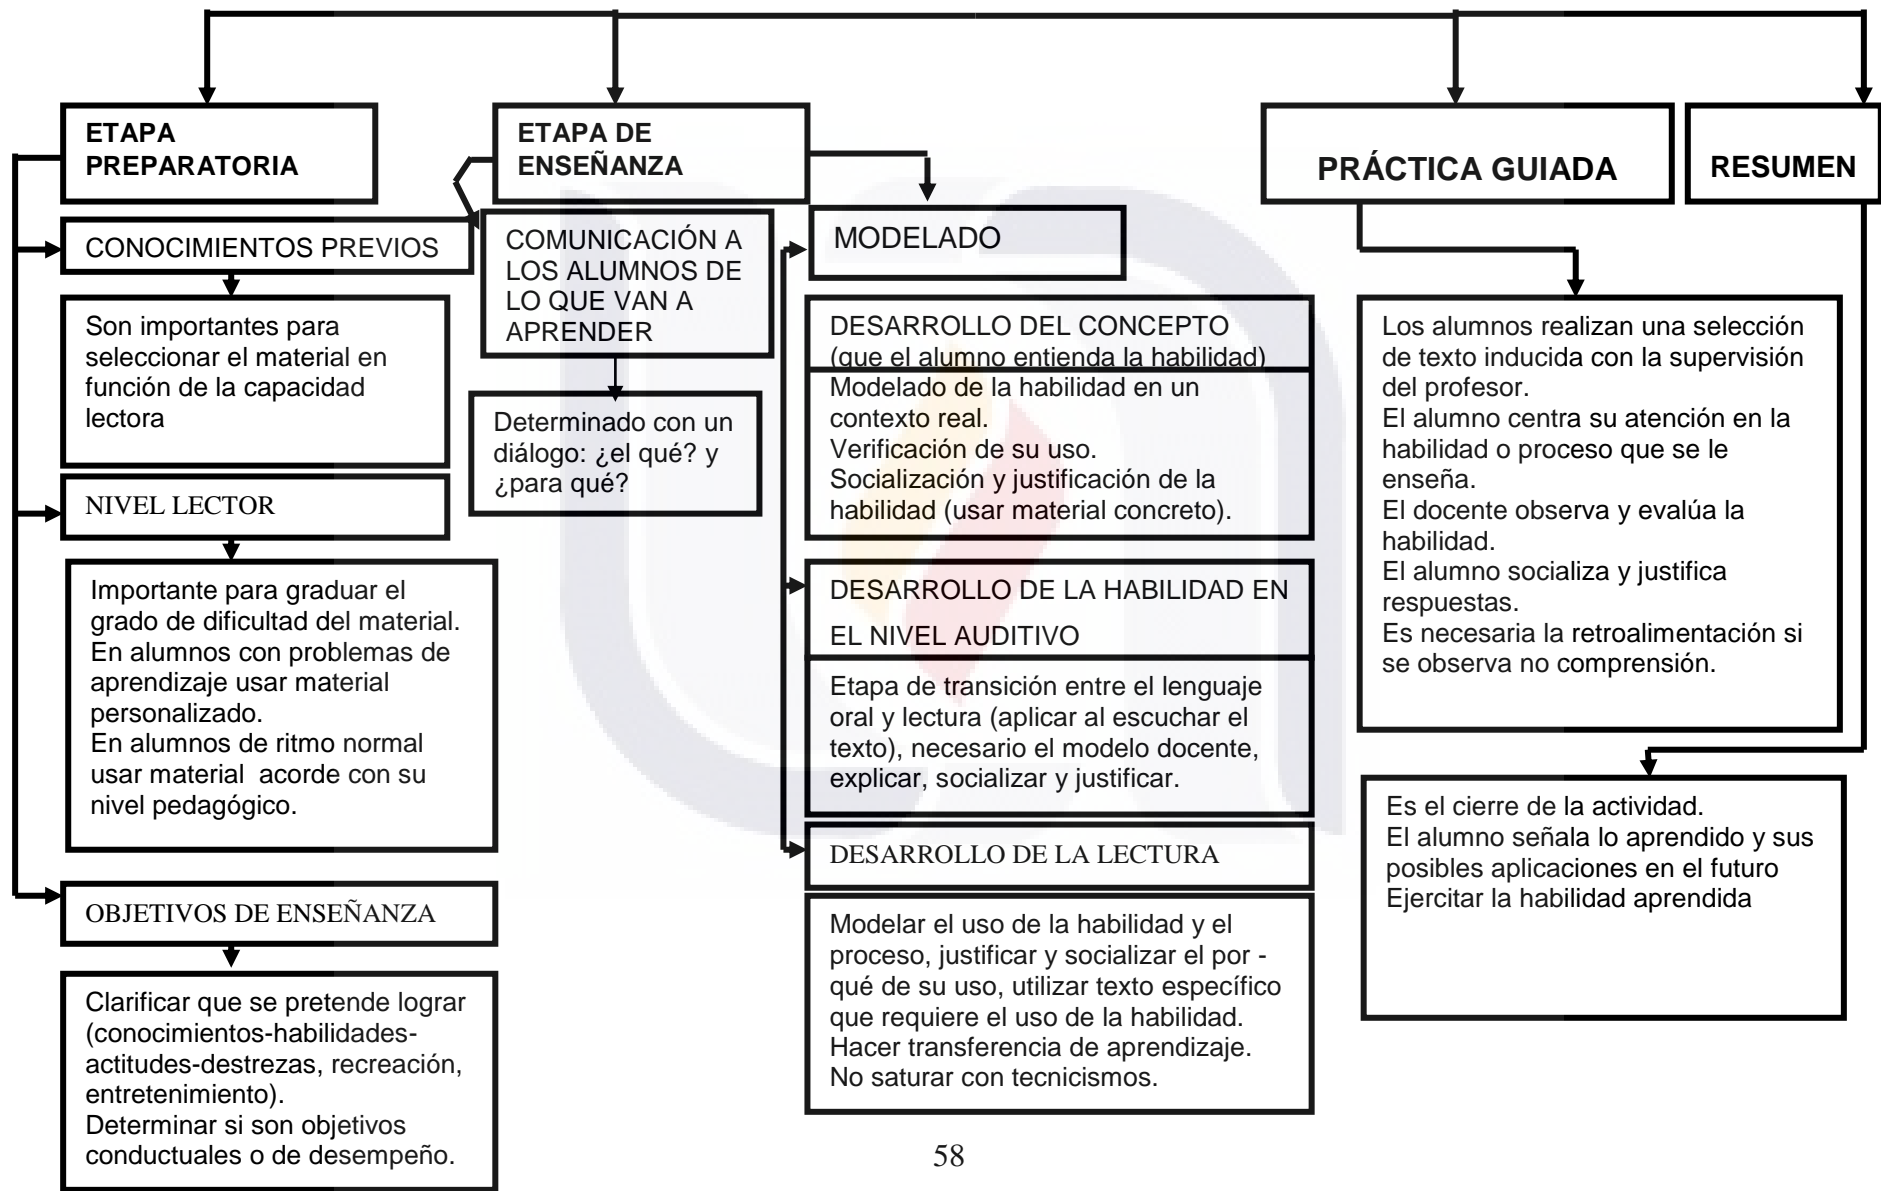 ETAPA
PREPARATORIA
CONOCIMIENTOS PREVIOS
Son importantes para
seleccionar el material en
función de la capacidad
lectora
NIVEL LECTOR
Importante para graduar el
grado de dificultad del material.
En alumnos con problemas de
aprendizaje usar material
personalizado.
En alumnos de ritmo normal
usar material acorde con su
nivel pedagógico.
OBJETIVOS DE ENSEÑANZA
Clarificar que se pretende lograr
(conocimientos-habilidades-
actitudes-destrezas, recreación,
entretenimiento).
Determinar si son objetivos
conductuales o de desempeño.
ETAPA DE
ENSEÑANZA
COMUNICACIÓN A
LOS ALUMNOS DE
LO QUE VAN A
APRENDER
Determinado con un
diálogo: ¿el qué? y
¿para qué?
MODELADO
DESARROLLO DEL CONCEPTO
(que el alumno entienda la habilidad)
Modelado de la habilidad en un
contexto real.
Verificación de su uso.
Socialización y justificación de la
habilidad (usar material concreto).
DESARROLLO DE LA HABILIDAD EN
EL NIVEL AUDITIVO
Etapa de transición entre el lenguaje
oral y lectura (aplicar al escuchar el
texto), necesario el modelo docente,
explicar, socializar y justificar.
DESARROLLO DE LA LECTURA
Modelar el uso de la habilidad y el
proceso, justificar y socializar el por -
qué de su uso, utilizar texto específico
que requiere el uso de la habilidad.
Hacer transferencia de aprendizaje.
No saturar con tecnicismos.
PRÁCTICA GUIADA
Los alumnos realizan una selección
de texto inducida con la supervisión
del profesor.
El alumno centra su atención en la
habilidad o proceso que se le
enseña.
El docente observa y evalúa la
habilidad.
El alumno socializa y justifica
respuestas.
Es necesaria la retroalimentación si
se observa no comprensión.
RESUMEN
Es el cierre de la actividad.
El alumno señala lo aprendido y sus
posibles aplicaciones en el futuro
Ejercitar la habilidad aprendida
58